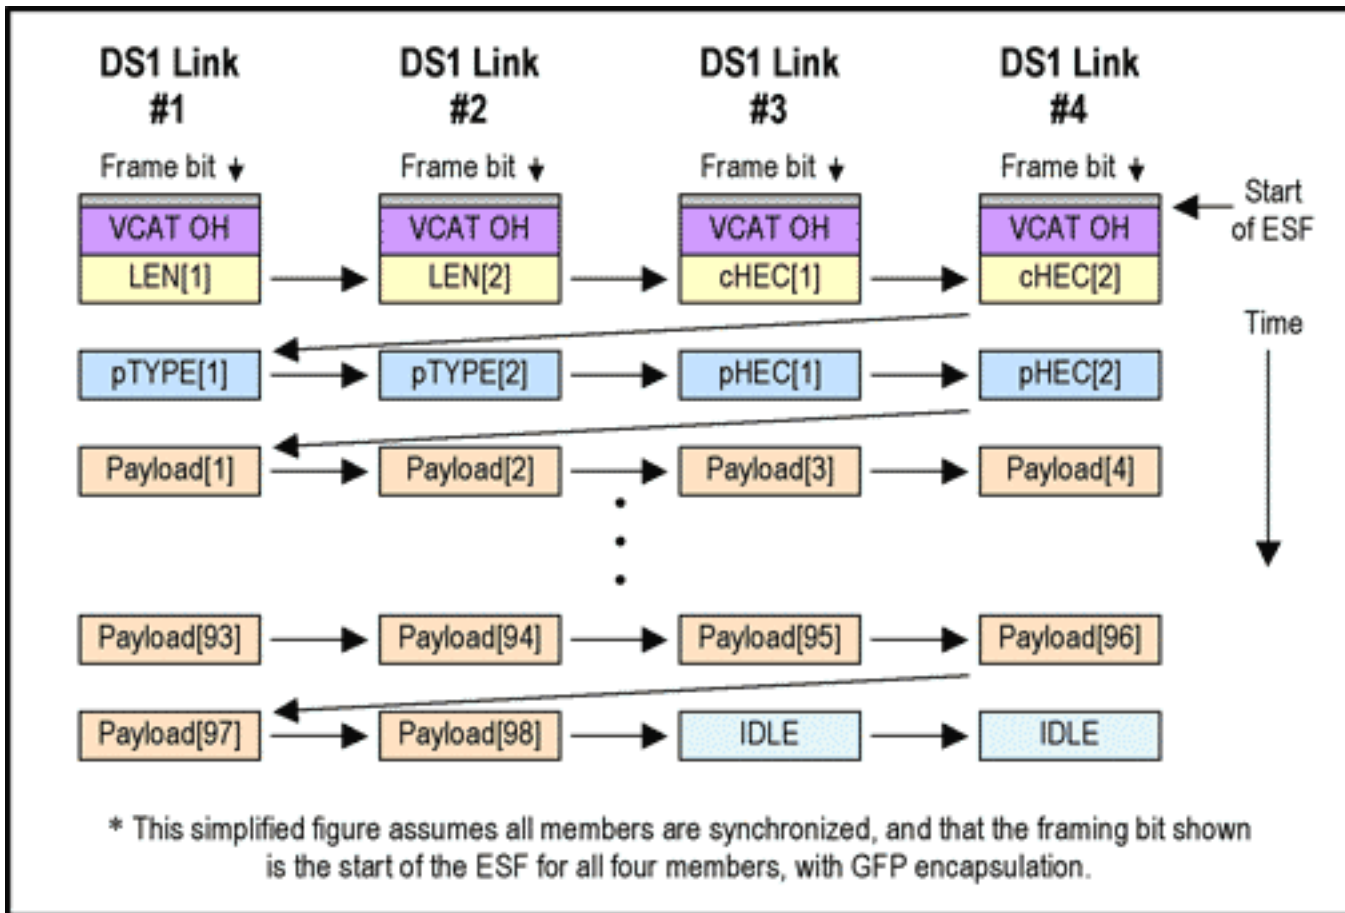 DS1 Link #1
DS1 Link #2
DS1 Link #3
DS1 Link #4
Frame bit
Frame bit
Frame bit
Frame bit
Start of ESF
VCAT OH
VCAT OH
VCAT OH
VCAT OH
LEN[1]
LEN[2]
cHEC[1]
cHEC[2]
Time
pTYPE[1]
pTYPE[2]
pHEC[1]
pHEC[2]
Payload[1]
Payload[2]
Payload[3]
Payload[4]
Payload[93]
Payload[94]
Payload[95]
Payload[96]
Payload[97]
Payload[98]
IDLE
IDLE
* This simplified figure assumes all members are synchronized, and that the framing bit shown
is the start of the ESF for all four members, with GFP encapsulation.